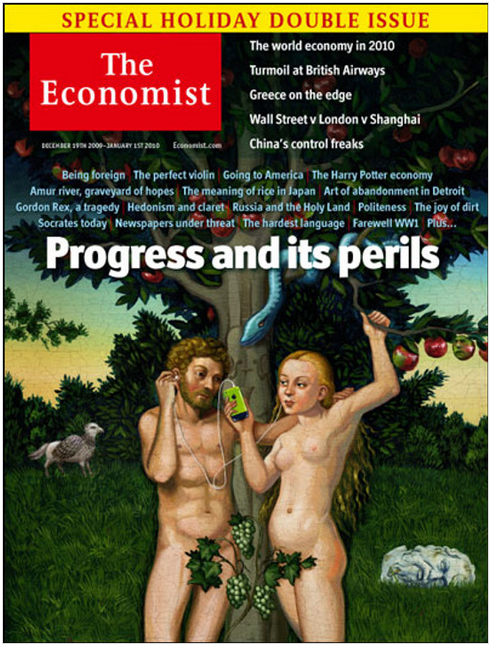 SPECIAL HOLIDAY DOUBLE ISSUE
The
Economist
DECEMBER 19TH 2009–JANUARY 1ST 2010 Economist.com
The world economy in 2010
Turmoil at British Airways
Greece on the edge
Wall Street v London v Shanghai
China's control freaks
Being foreign | The perfect violin | Going to America | The Harry Potter economy
Amur river, graveyard of hopes | The meaning of rice in Japan | Art of abandonment in Detroit
Gordon Rex, a tragedy | Hedonism and claret | Russia and the Holy Land | Politeness | The joy of dirt
Socrates today | Newspapers under threat | The hardest language | Farewell WW1 | Plus...
Progress and its perils